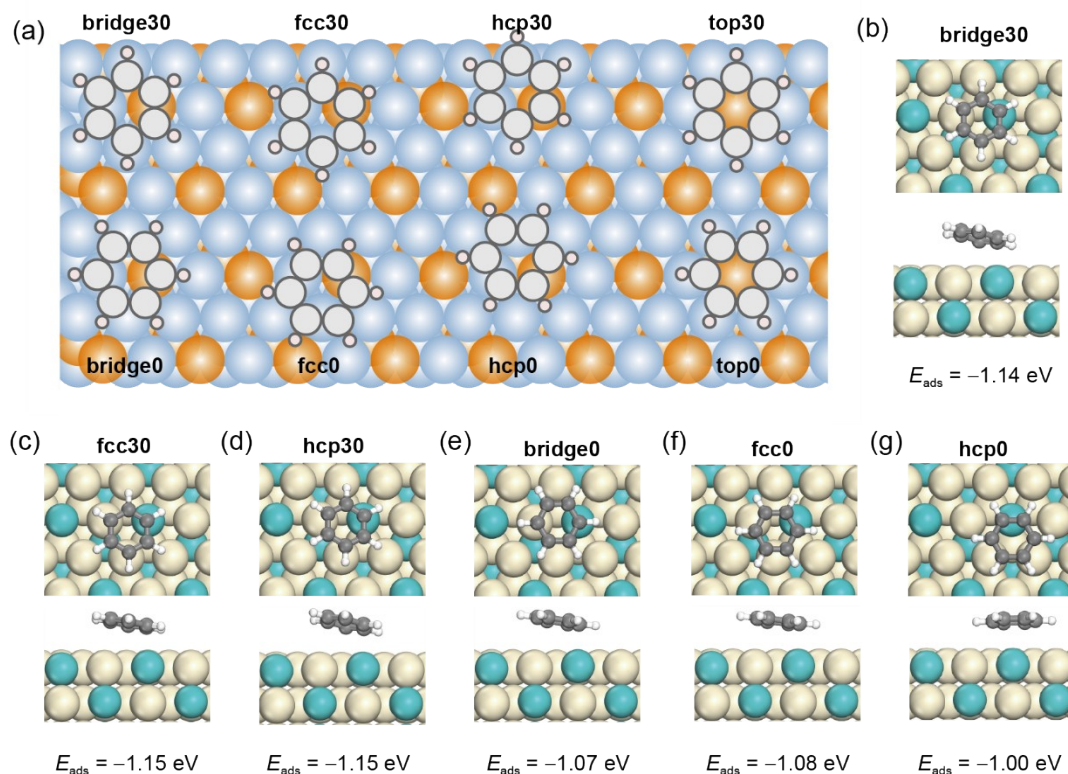 (a)
bridge30 fcc30 hcp30 top30
bridge0 fcc0 hcp0 top0
(b)
bridge30
E_ads = −1.14 eV
(c)
fcc30
E_ads = −1.15 eV
(d)
hcp30
E_ads = −1.15 eV
(e)
bridge0
E_ads = −1.07 eV
(f)
fcc0
E_ads = −1.08 eV
(g)
hcp0
E_ads = −1.00 eV